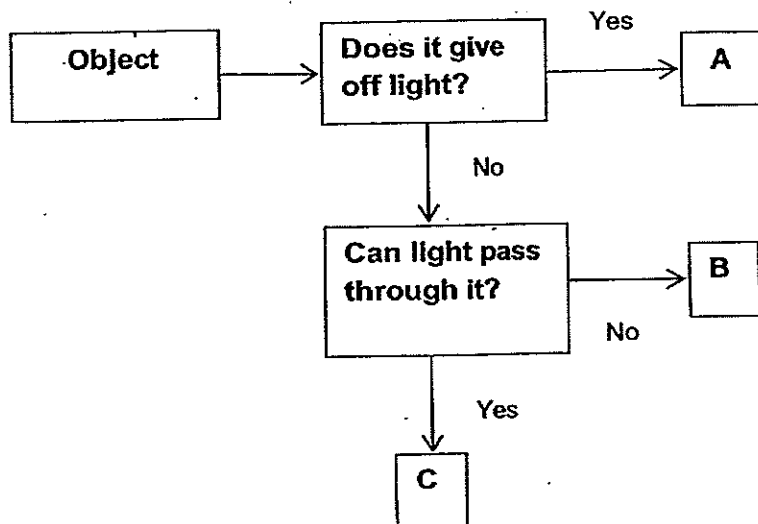 Object
Does it give
off light?
Yes
A
No
Can light pass
through it?
B
No
Yes
C